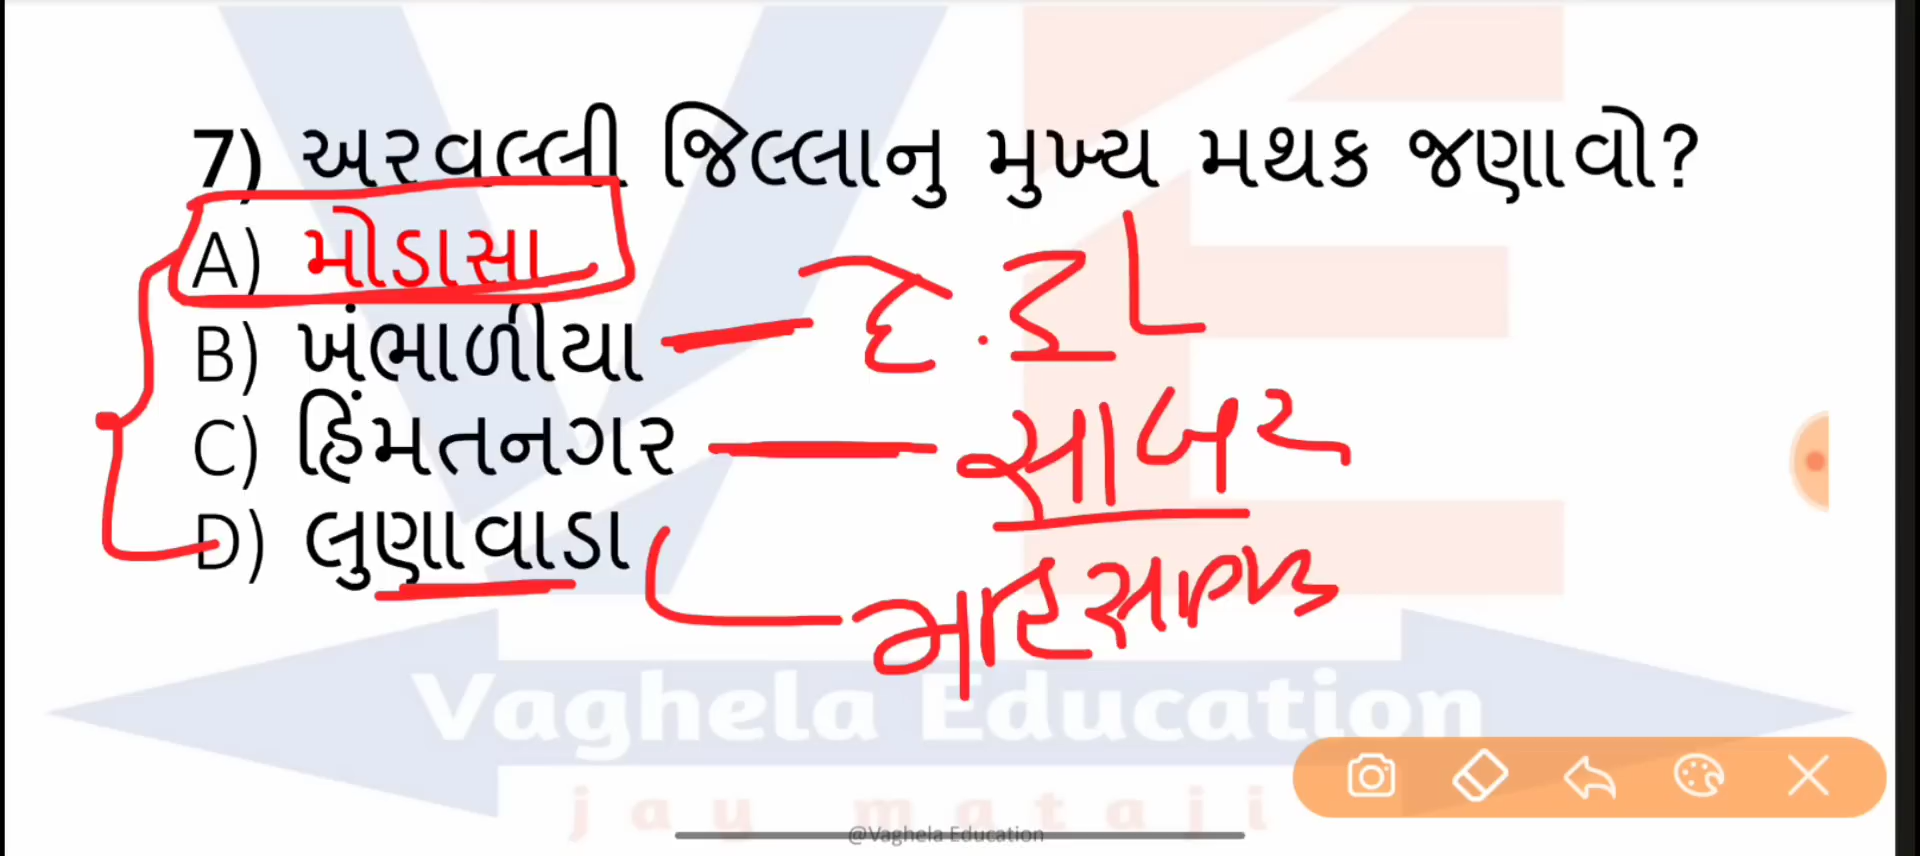 7) અરવલ્લી જિલ્લાનુ મુખ્ય મથક જણાવો?
A) મોડાસા
B) ખંભાળીયા
C) હિંમતનગર
D) લુણાવાડા
સાબર
Vaghela Education
jay mataji
@Vaghela Education